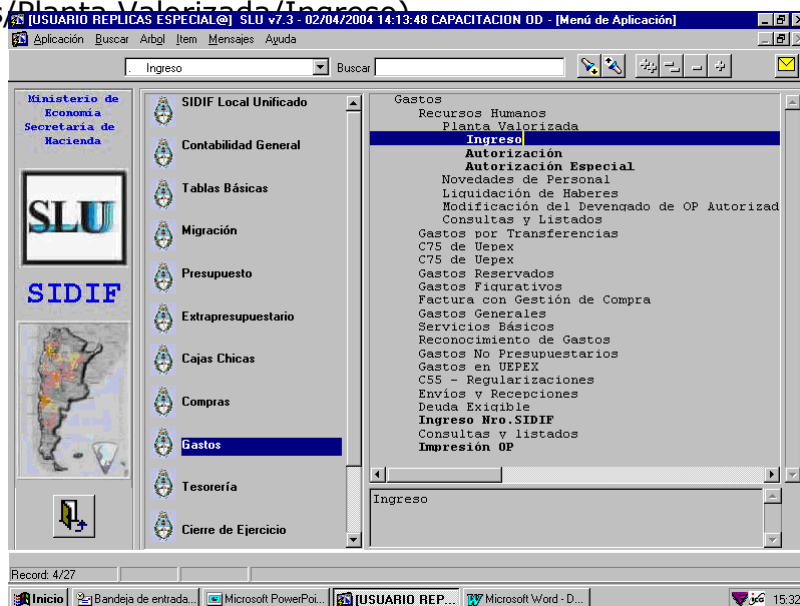 s/Planta Valorizada/Ingreso)
[USUARIO REPLICAS ESPECIAL@] SLU v7.3 - 02/04/2004 14:13:48 CAPACITACION OD - [Menú de Aplicación]
Aplicación Buscar Arbol Item Mensajes Ayuda
. Ingreso Buscar
Ministerio de
Economía
Secretaría de
Hacienda
SLU
SIDIF
SIDIF Local Unificado
Contabilidad General
Tablas Básicas
Migración
Presupuesto
Extrapresupuestario
Cajas Chicas
Compras
Gastos
Tesorería
Cierre de Ejercicio
Gastos
Recursos Humanos
Planta Valorizada
Ingreso
Autorización
Autorización Especial
Novedades de Personal
Liquidación de Haberes
Modificación del Devengado de OP Autorizad
Consultas y Listados
Gastos por Transferencias
C75 de Uepex
C75 de Uepex
Gastos Reservados
Gastos Figurativos
Factura con Gestión de Compra
Gastos Generales
Servicios Básicos
Reconocimiento de Gastos
Gastos No Presupuestarios
Gastos en UEPEX
C55 - Regularizaciones
Envíos y Recepciones
Deuda Exigible
Ingreso Nro.SIDIF
Consultas y listados
Impresión OP
Ingreso
Record: 4/27
Inicio Bandeja de entrada... Microsoft PowerPoi... [USUARIO REP... Microsoft Word - D... 15:32